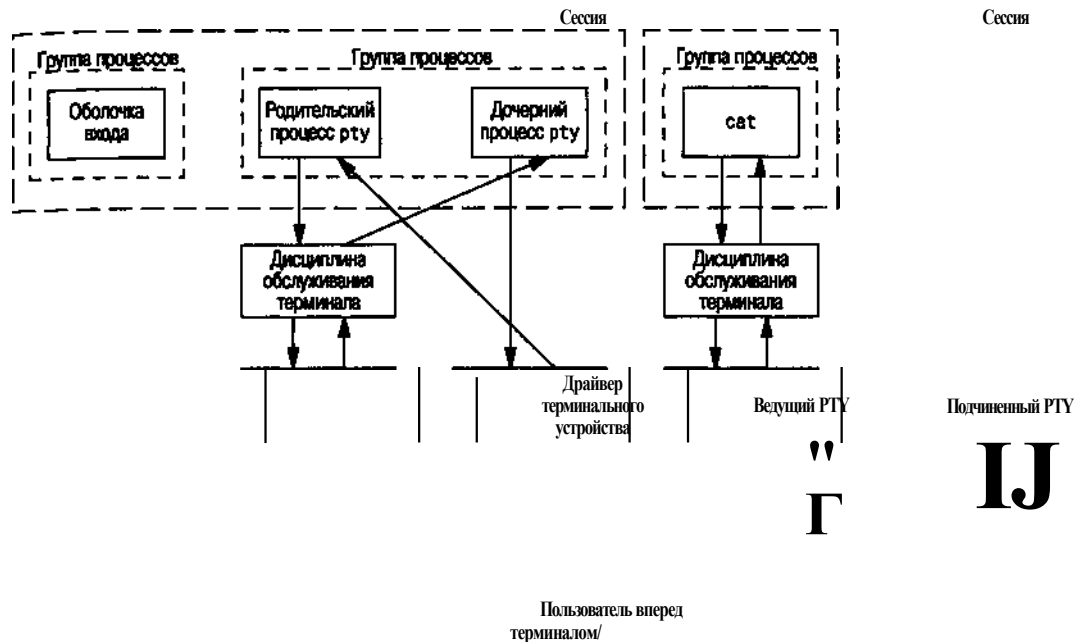 Сессия
Сессия
Группа процессов
Группа процессов
Группа процессов
Оболочка
входа
Родительский
процесс pty
Дочерний
процесс pty
cat
Дисциплина
обслуживания
терминала
Дисциплина
обслуживания
терминала
Драйвер
терминального
устройства
Ведущий PTY
Подчиненный PTY
"
Г
IJ
Пользователь вперед
терминалом/